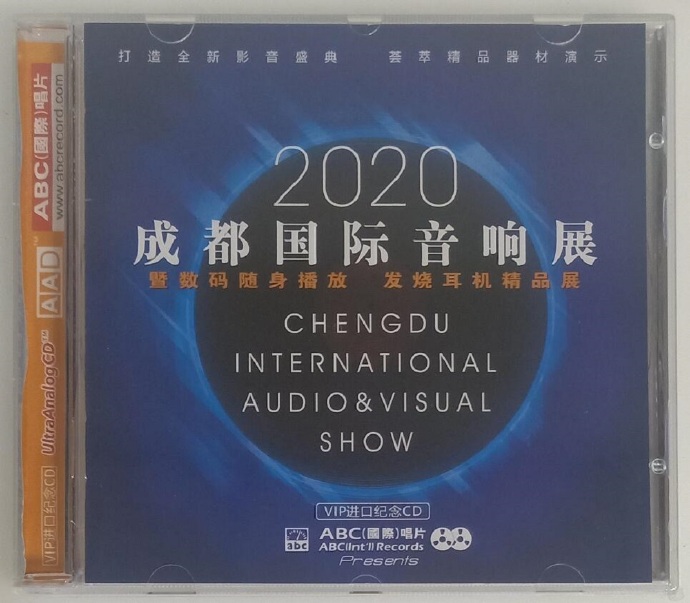 打造全新影音盛典 荟萃精品器材演示
2020
成都国际音响展
暨数码随身播放 发烧耳机精品展
CHENGDU
INTERNATIONAL
AUDIO&VISUAL
SHOW
VIP进口纪念CD
abc
ABC(國際)唱片
ABC(Int'l) Records
Presents
ABC(國際)唱片
www.abcrecord.com
AAD™
UltraAnalogCD™
VIP进口纪念CD